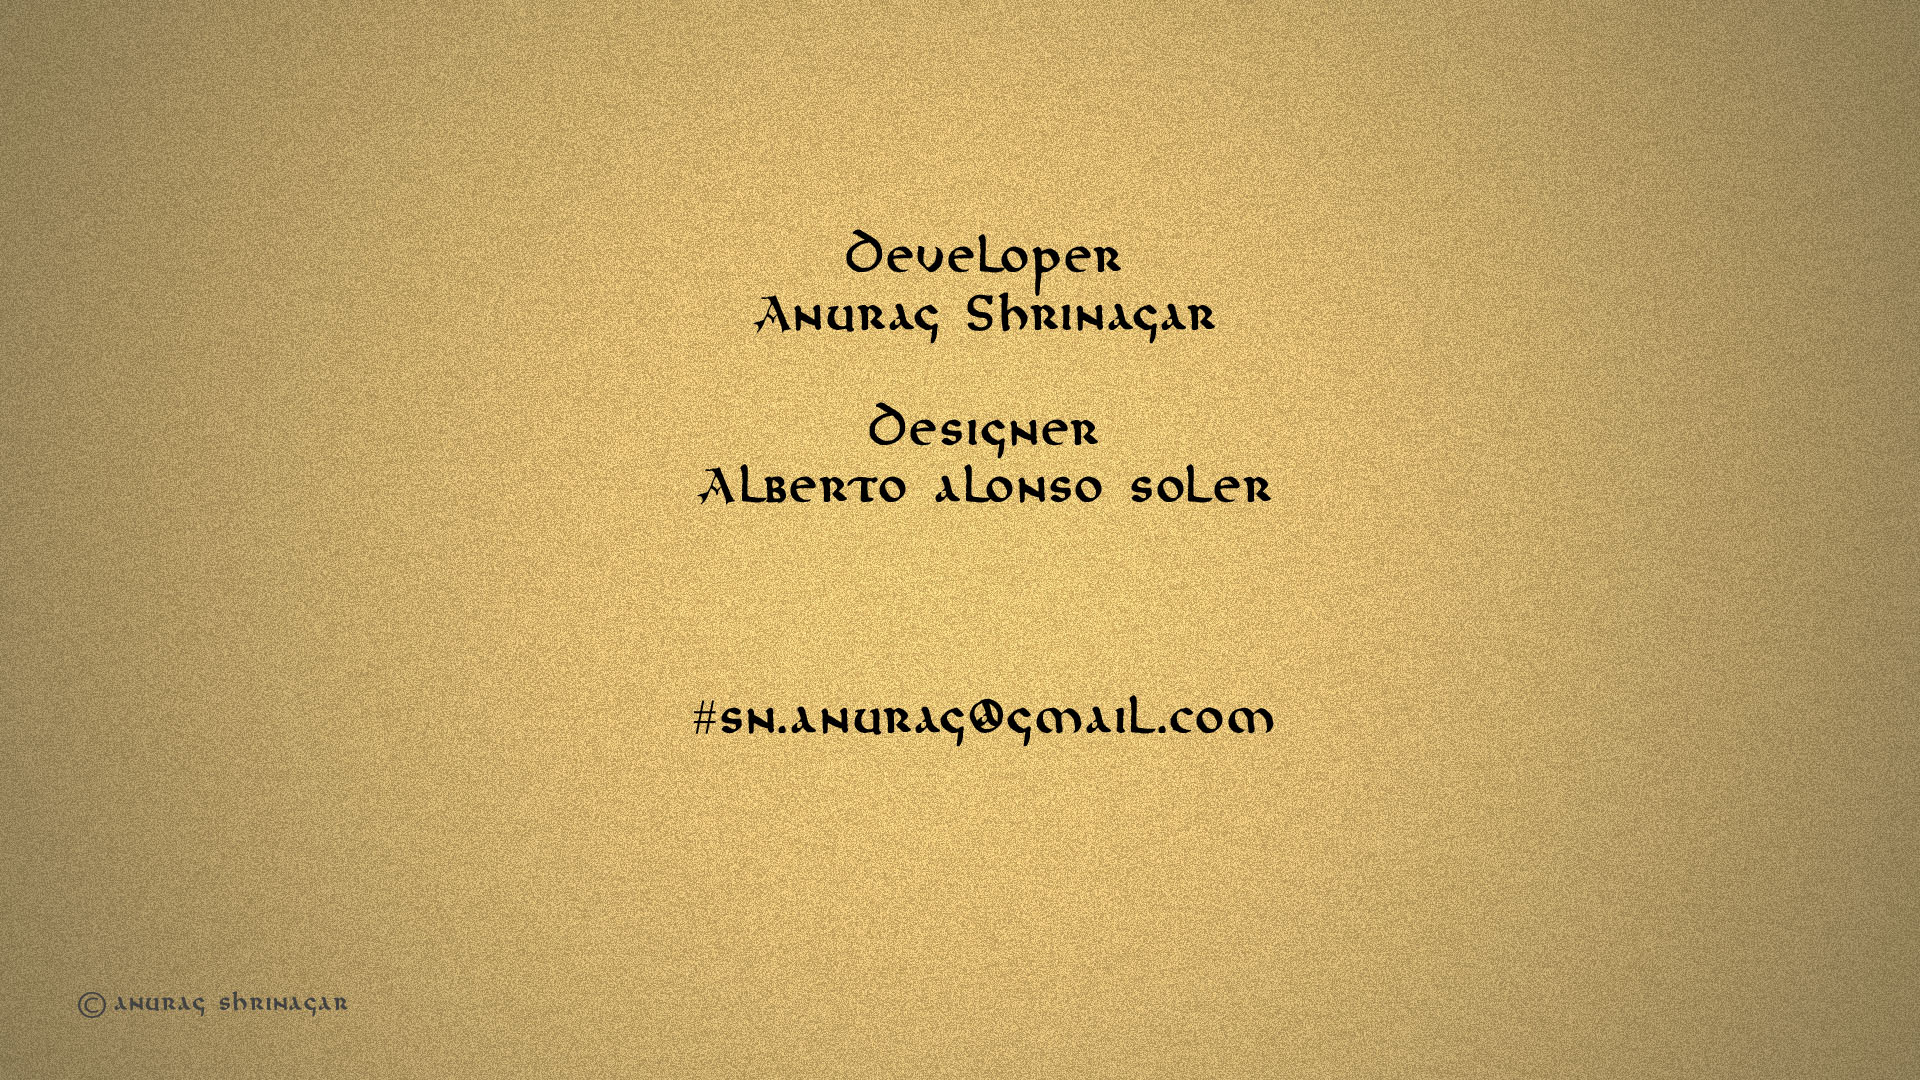 Developer
Anurag Shrinagar
Designer
Alberto alonso soler
#sn.anurag@gmail.com
© anurag shrinagar